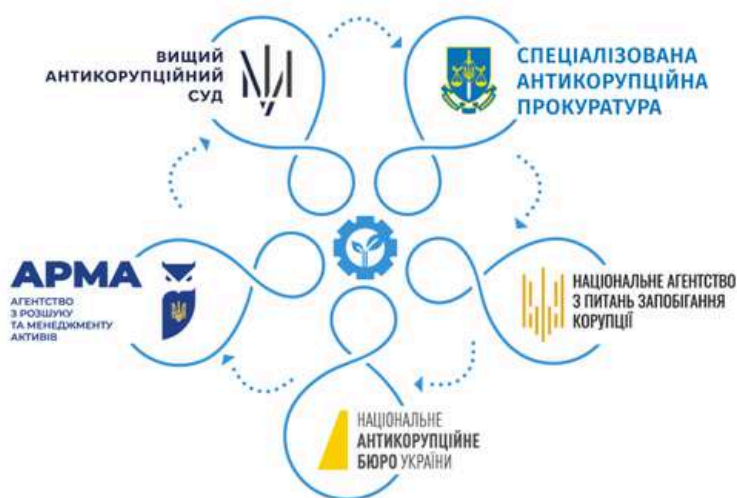 ВИЩИЙ
АНТИКОРУПЦІЙНИЙ
СУД
СПЕЦІАЛІЗОВАНА
АНТИКОРУПЦІЙНА
ПРОКУРАТУРА
АРМА
АГЕНТСТВО
З РОЗШУКУ
ТА МЕНЕДЖМЕНТУ
АКТИВІВ
НАЦІОНАЛЬНЕ АГЕНТСТВО
З ПИТАНЬ ЗАПОБІГАННЯ
КОРУПЦІЇ
НАЦІОНАЛЬНЕ
АНТИКОРУПЦІЙНЕ
БЮРО УКРАЇНИ